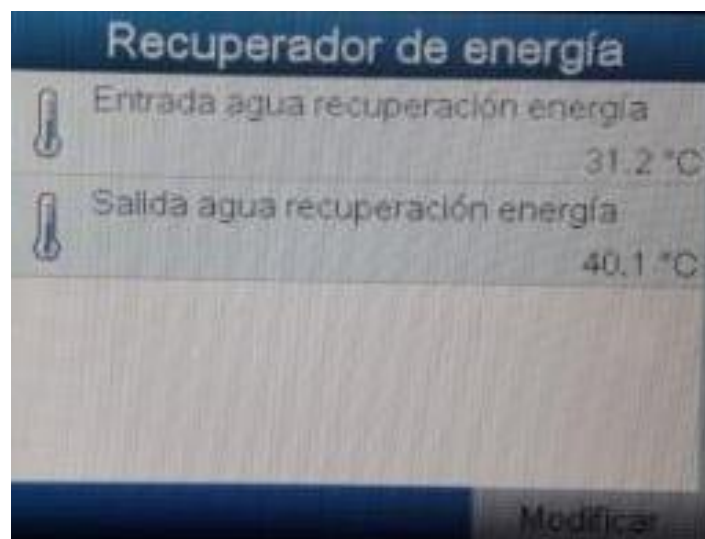 Recuperador de energía
Entrada agua recuperación energía
31.2 °C
Salida agua recuperación energía
40.1 °C
Modificar